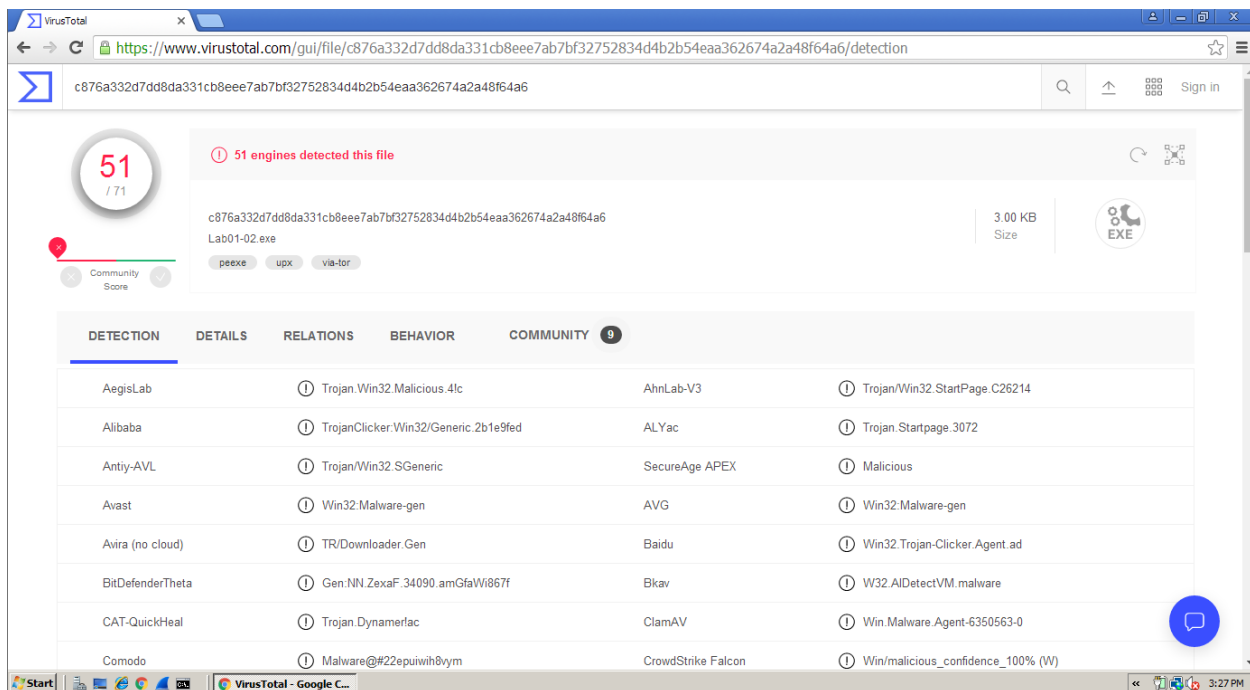 VirusTotal
https://www.virustotal.com/gui/file/c876a332d7dd8da331cb8eee7ab7bf32752834d4b2b54eaa362674a2a48f64a6/detection
c876a332d7dd8da331cb8eee7ab7bf32752834d4b2b54eaa362674a2a48f64a6
Sign in
51
/ 71
51 engines detected this file
c876a332d7dd8da331cb8eee7ab7bf32752834d4b2b54eaa362674a2a48f64a6
Lab01-02.exe
peexe upx via-tor
3.00 KB
Size
EXE
Community
Score
DETECTION DETAILS RELATIONS BEHAVIOR COMMUNITY 9
AegisLab Trojan.Win32.Malicious.4!c AhnLab-V3 Trojan/Win32.StartPage.C26214
Alibaba TrojanClicker:Win32/Generic.2b1e9fed ALYac Trojan.Startpage.3072
Antiy-AVL Trojan/Win32.SGeneric SecureAge APEX Malicious
Avast Win32:Malware-gen AVG Win32:Malware-gen
Avira (no cloud) TR/Downloader.Gen Baidu Win32.Trojan-Clicker.Agent.ad
BitDefenderTheta Gen:NN.ZexaF.34090.amGfaWi867f Bkav W32.AIDetectVM.malware
CAT-QuickHeal Trojan.Dynamer!ac ClamAV Win.Malware.Agent-6350563-0
Comodo Malware@#22epuiwih8vym CrowdStrike Falcon Win/malicious_confidence_100% (W)
Start VirusTotal - Google C... « 3:27 PM